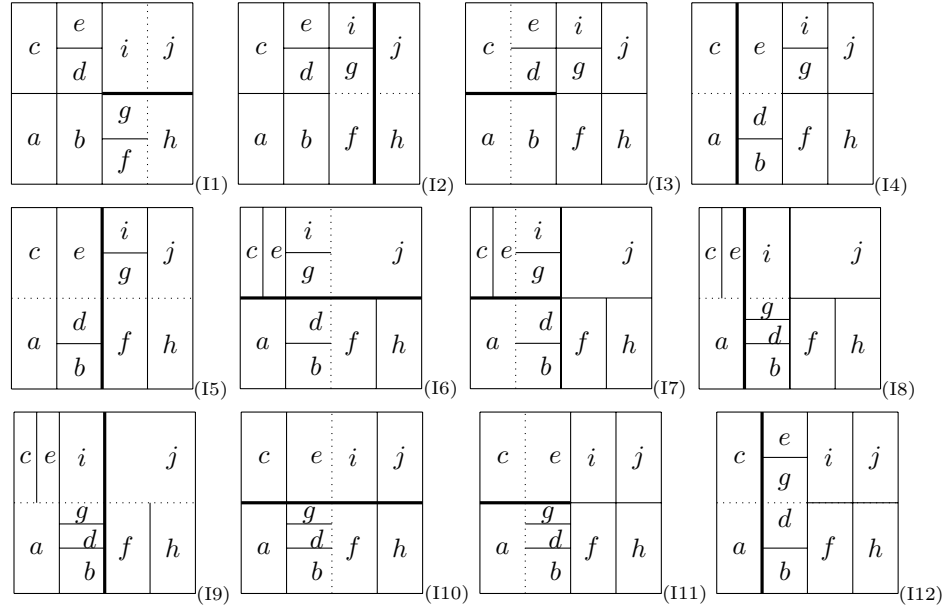 c e i j
d
a b g h
f (I1)
c e i j
d g
a b f h (I2)
c e i j
d g
a b f h (I3)
c e i j
g
a d f h
b (I4)
c e i j
g
a d f h
b (I5)
c e i j
g
a d f h
b (I6)
c e i j
g
a d f h
b (I7)
c e i j
g
a d f h
b (I8)
c e i j
g
a d f h
b (I9)
c e i j
g
a d f h
b (I10)
c e i j
g
a d f h
b (I11)
c e i j
g
a d f h
b (I12)